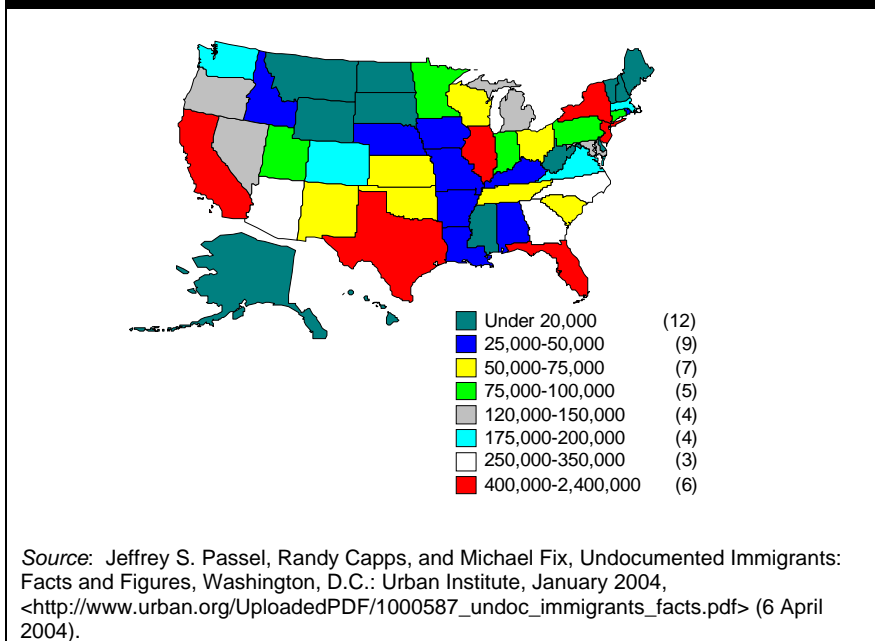 Under 20,000 (12)
25,000-50,000 (9)
50,000-75,000 (7)
75,000-100,000 (5)
120,000-150,000 (4)
175,000-200,000 (4)
250,000-350,000 (3)
400,000-2,400,000 (6)
Source: Jeffrey S. Passel, Randy Capps, and Michael Fix, Undocumented Immigrants:
Facts and Figures, Washington, D.C.: Urban Institute, January 2004,
<http://www.urban.org/UploadedPDF/1000587_undoc_immigrants_facts.pdf> (6 April
2004).